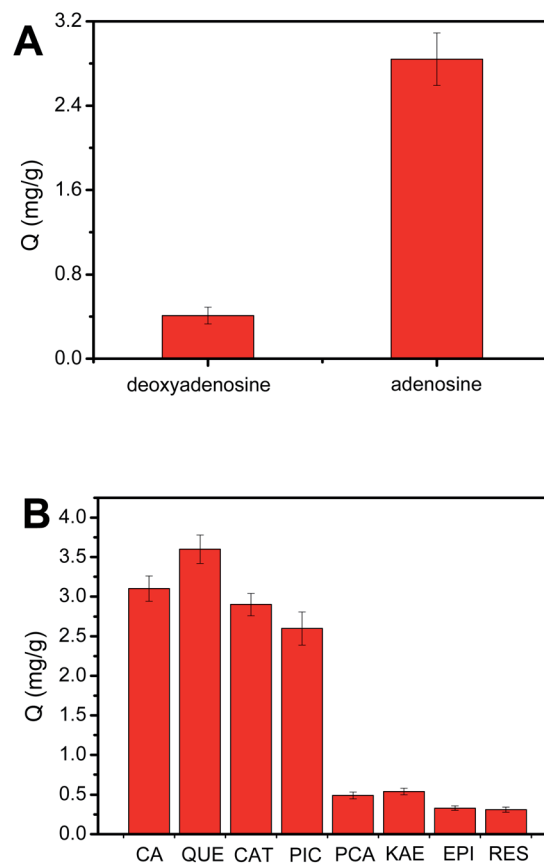 A
3.2
2.4
1.6
0.8
0.0
Q (mg/g)
deoxyadenosine adenosine
B
4.0
3.5
3.0
2.5
2.0
1.5
1.0
0.5
0.0
Q (mg/g)
CA QUE CAT PIC PCA KAE EPI RES